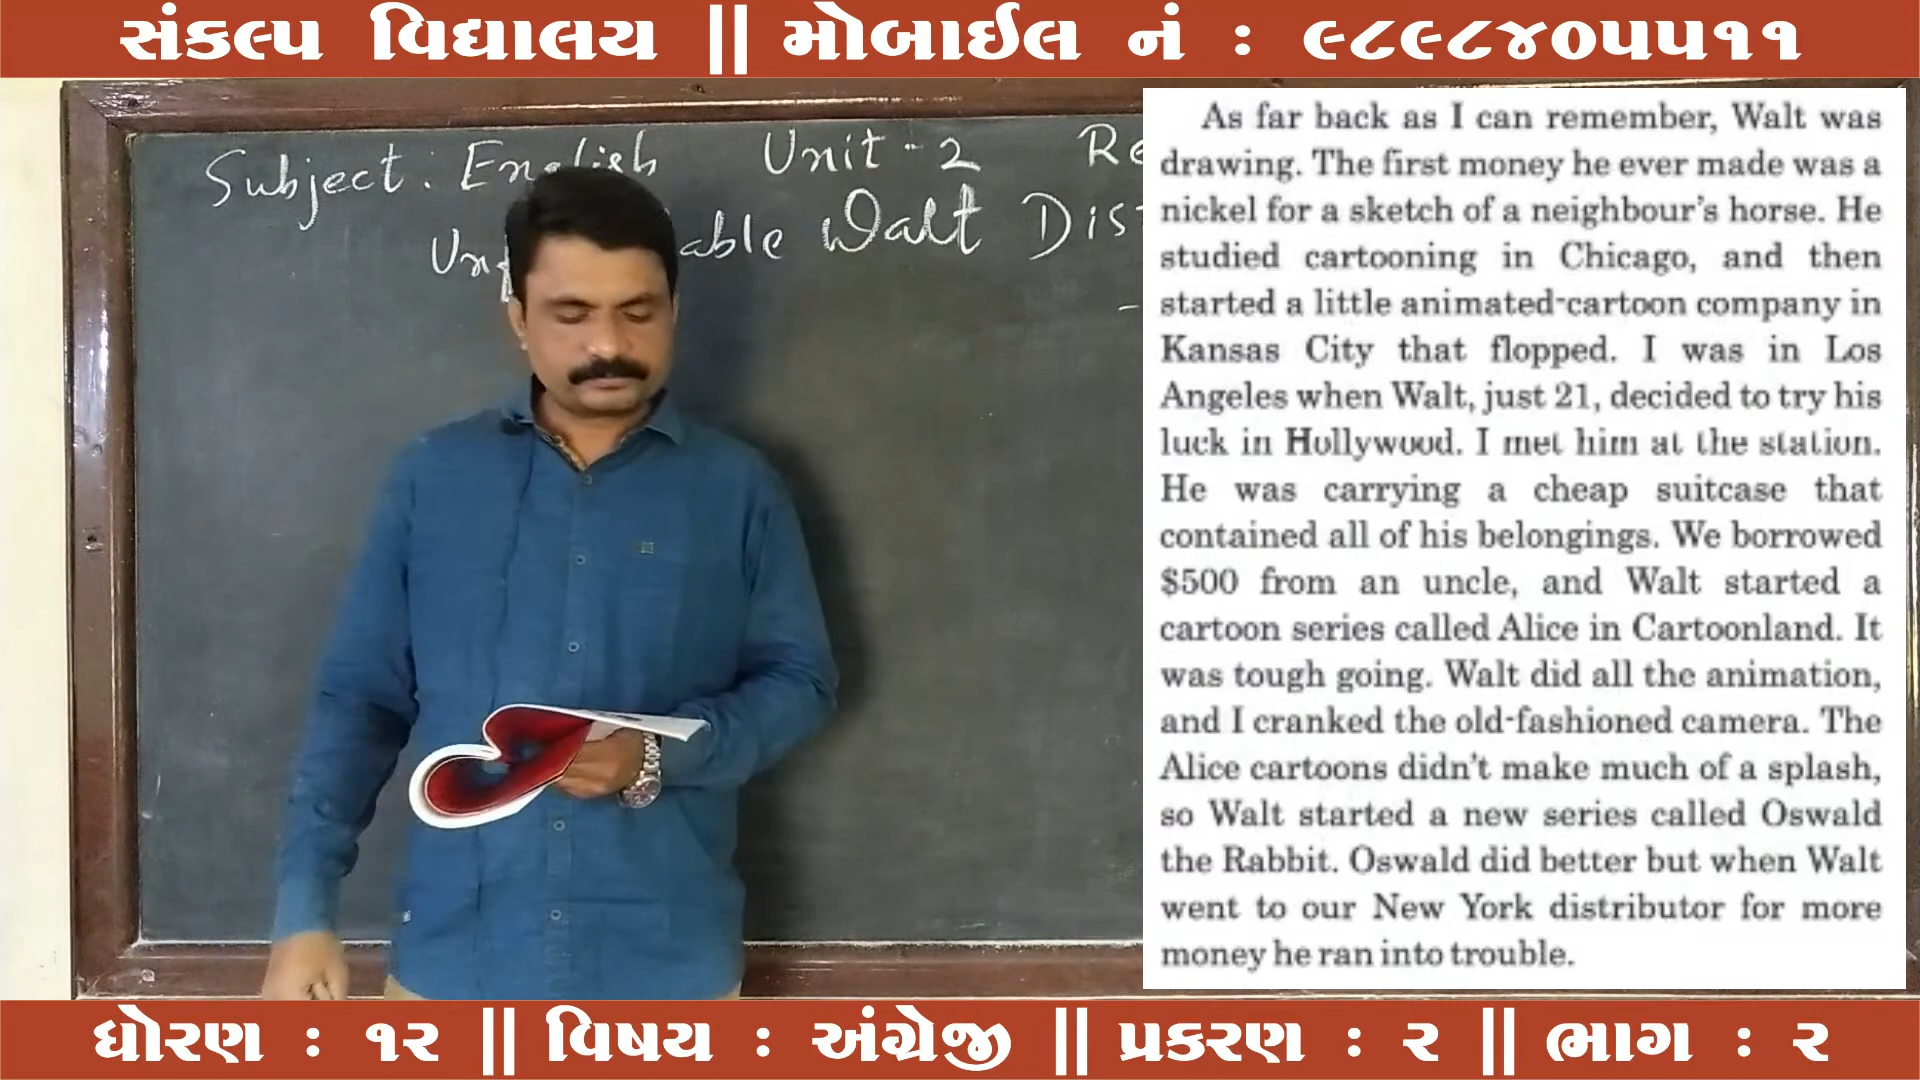 સંકલ્પ વિદ્યાલય || મોબાઈલ નં : ૯૮૯૮૪૦૫૫૧૧
Subject : English Unit - 2 Re
able Walt Dis
As far back as I can remember, Walt was
drawing. The first money he ever made was a
nickel for a sketch of a neighbour's horse. He
studied cartooning in Chicago, and then
started a little animated-cartoon company in
Kansas City that flopped. I was in Los
Angeles when Walt, just 21, decided to try his
luck in Hollywood. I met him at the station.
He was carrying a cheap suitcase that
contained all of his belongings. We borrowed
$500 from an uncle, and Walt started a
cartoon series called Alice in Cartoonland. It
was tough going. Walt did all the animation,
and I cranked the old-fashioned camera. The
Alice cartoons didn't make much of a splash,
so Walt started a new series called Oswald
the Rabbit. Oswald did better but when Walt
went to our New York distributor for more
money he ran into trouble.
ધોરણ : ૧૨ || વિષય : અંગ્રેજી || પ્રકરણ : ૨ || ભાગ : ૨